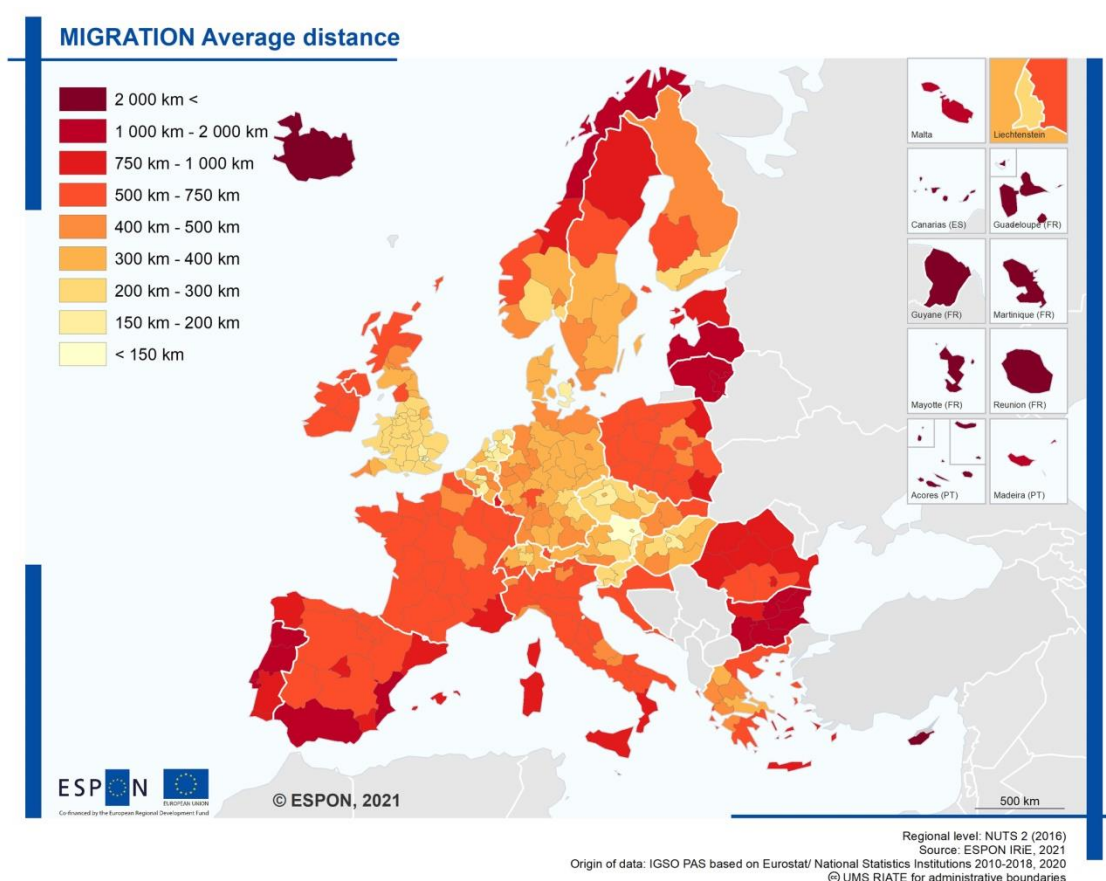 MIGRATION Average distance
2 000 km <
1 000 km - 2 000 km
750 km - 1 000 km
500 km - 750 km
400 km - 500 km
300 km - 400 km
200 km - 300 km
150 km - 200 km
< 150 km
Malta
Liechtenstein
Canarias (ES)
Guadeloupe (FR)
Guyane (FR)
Martinique (FR)
Mayotte (FR)
Reunion (FR)
Acores (PT)
Madeira (PT)
ESPON
EUROPEAN UNION
Co-financed by the European Regional Development Fund
© ESPON, 2021
500 km
Regional level: NUTS 2 (2016)
Source: ESPON IRiE, 2021
Origin of data: IGSO PAS based on Eurostat/ National Statistics Institutions 2010-2018, 2020
㏄ UMS RIATE for administrative boundaries